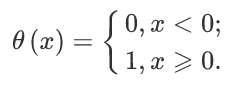 θ(x) = { 0, x < 0;
1, x ⩾ 0.